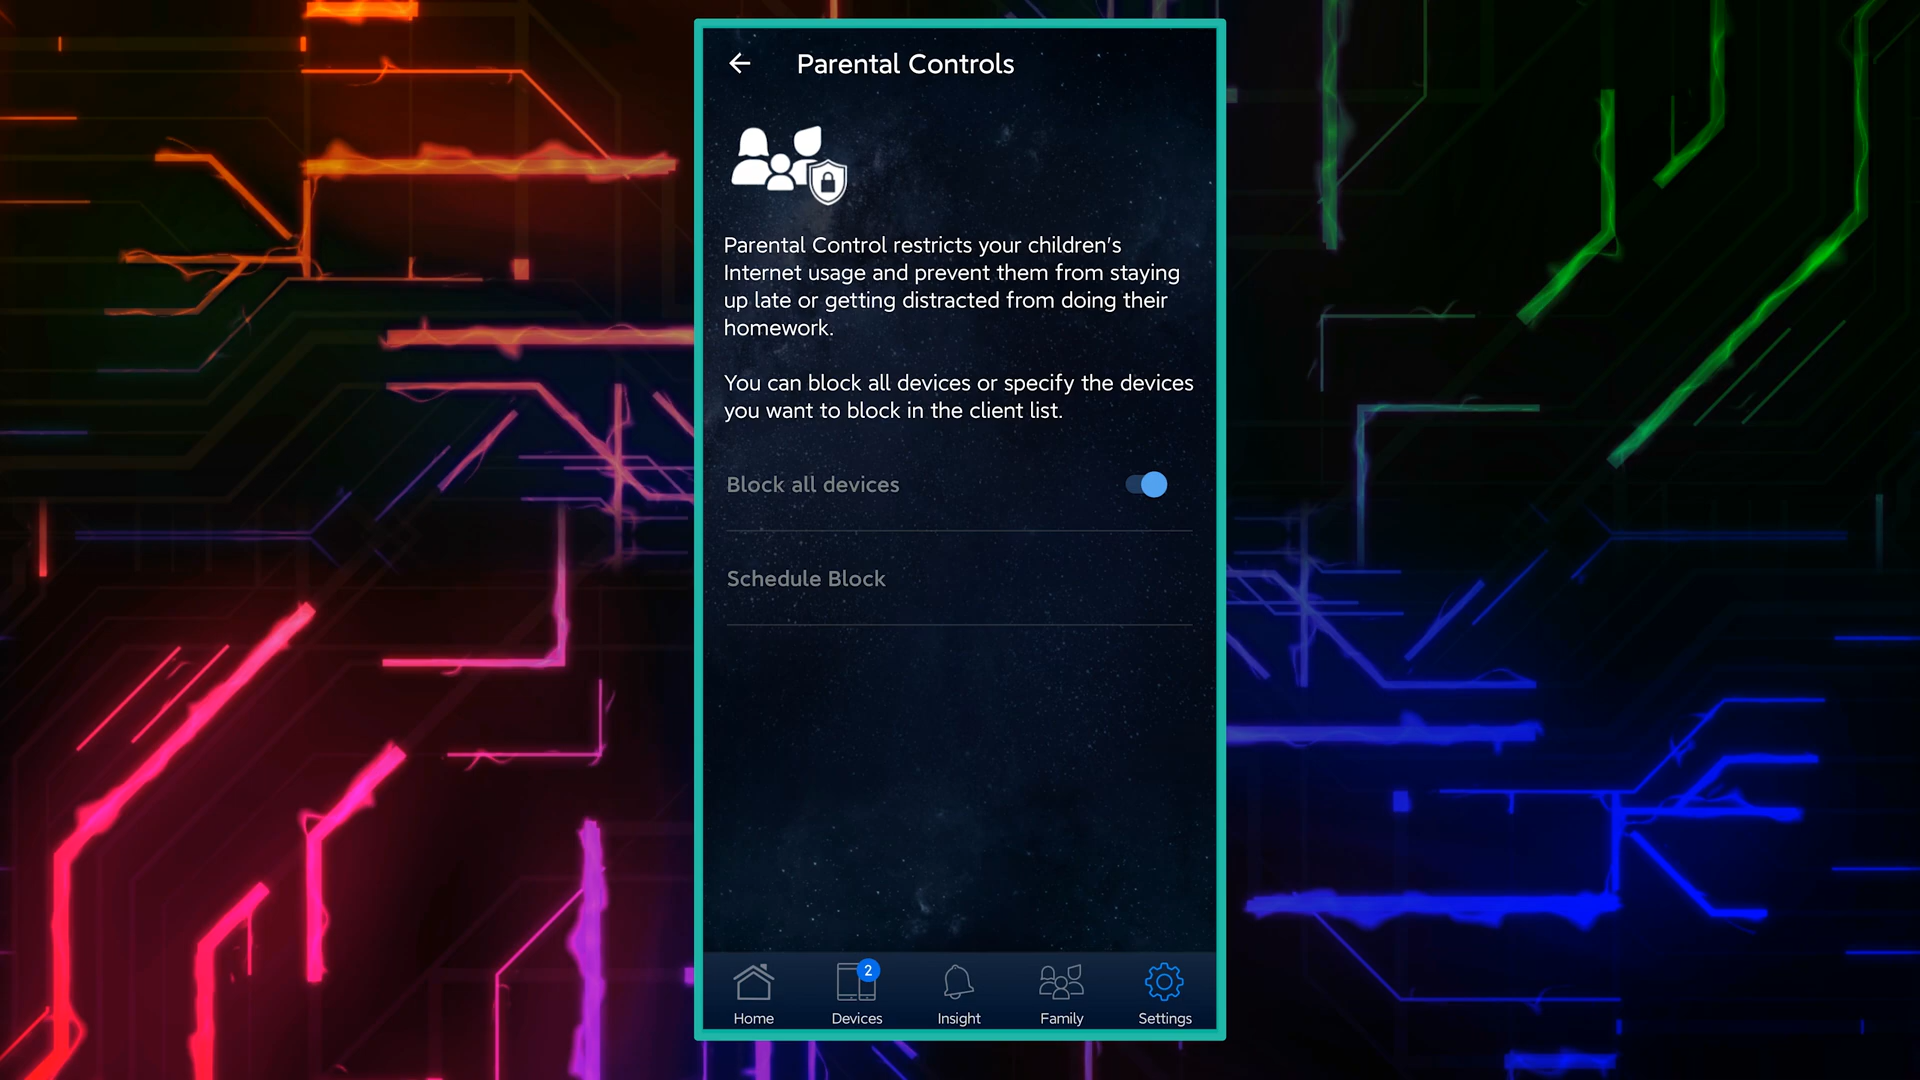 Parental Controls
Parental Control restricts your children's
Internet usage and prevent them from staying
up late or getting distracted from doing their
homework.
You can block all devices or specify the devices
you want to block in the client list.
Block all devices
Schedule Block
2
Home
Devices
Insight
Family
Settings